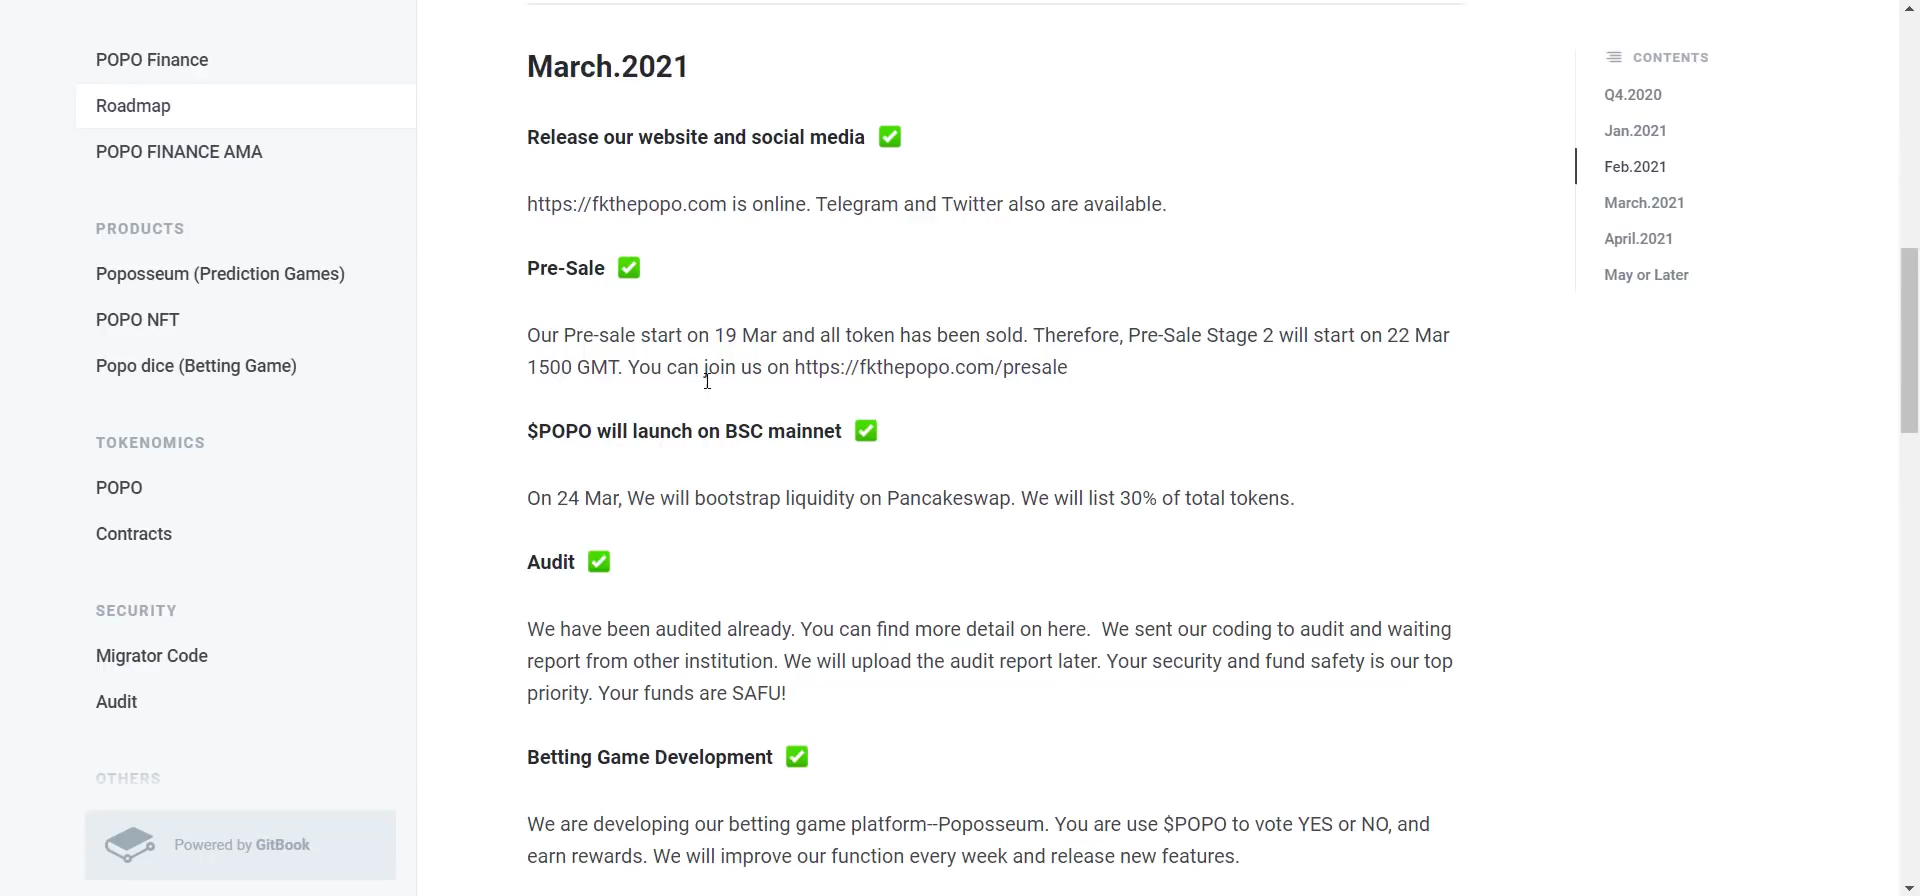 POPO Finance
Roadmap
POPO FINANCE AMA
PRODUCTS
Poposseum (Prediction Games)
POPO NFT
Popo dice (Betting Game)
TOKENOMICS
POPO
Contracts
SECURITY
Migrator Code
Audit
OTHERS
Powered by GitBook
March.2021
Release our website and social media ✅
https://fkthepopo.com is online. Telegram and Twitter also are available.
Pre-Sale ✅
Our Pre-sale start on 19 Mar and all token has been sold. Therefore, Pre-Sale Stage 2 will start on 22 Mar
1500 GMT. You can join us on https://fkthepopo.com/presale
$POPO will launch on BSC mainnet ✅
On 24 Mar, We will bootstrap liquidity on Pancakeswap. We will list 30% of total tokens.
Audit ✅
We have been audited already. You can find more detail on here.  We sent our coding to audit and waiting
report from other institution. We will upload the audit report later. Your security and fund safety is our top
priority. Your funds are SAFU!
Betting Game Development ✅
We are developing our betting game platform--Poposseum. You are use $POPO to vote YES or NO, and
earn rewards. We will improve our function every week and release new features.
CONTENTS
Q4.2020
Jan.2021
Feb.2021
March.2021
April.2021
May or Later